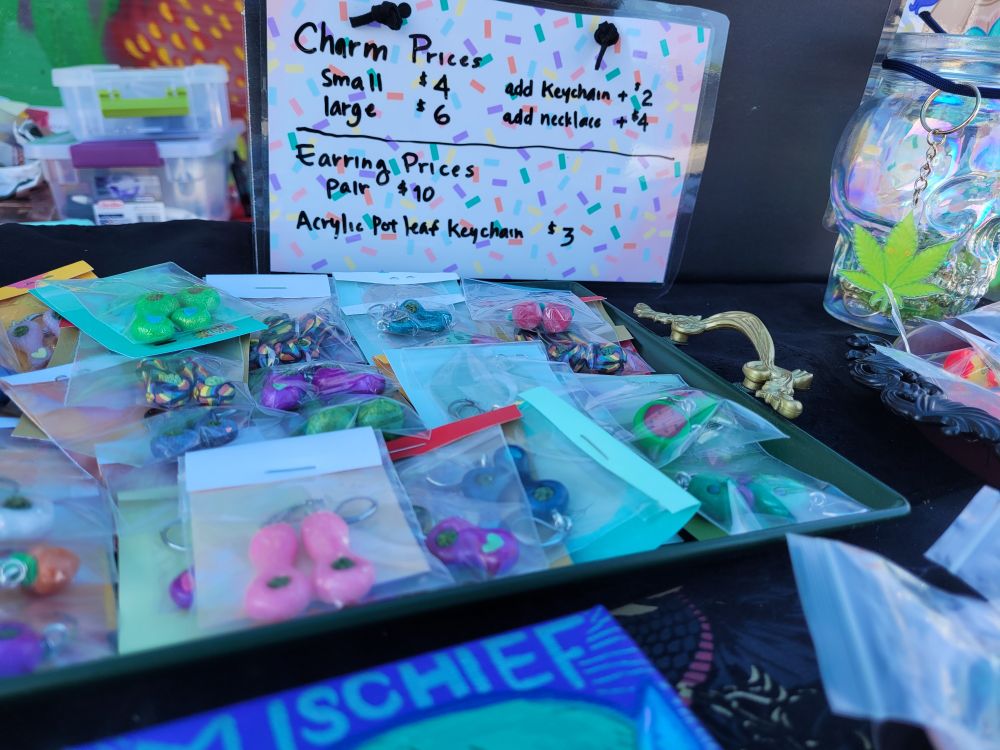 Charm Prices
Small $4
large $6
add Keychain + $2
add necklace + $4
Earring Prices
pair $10
Acrylic Pot leaf Keychain $3
MISCHIEF